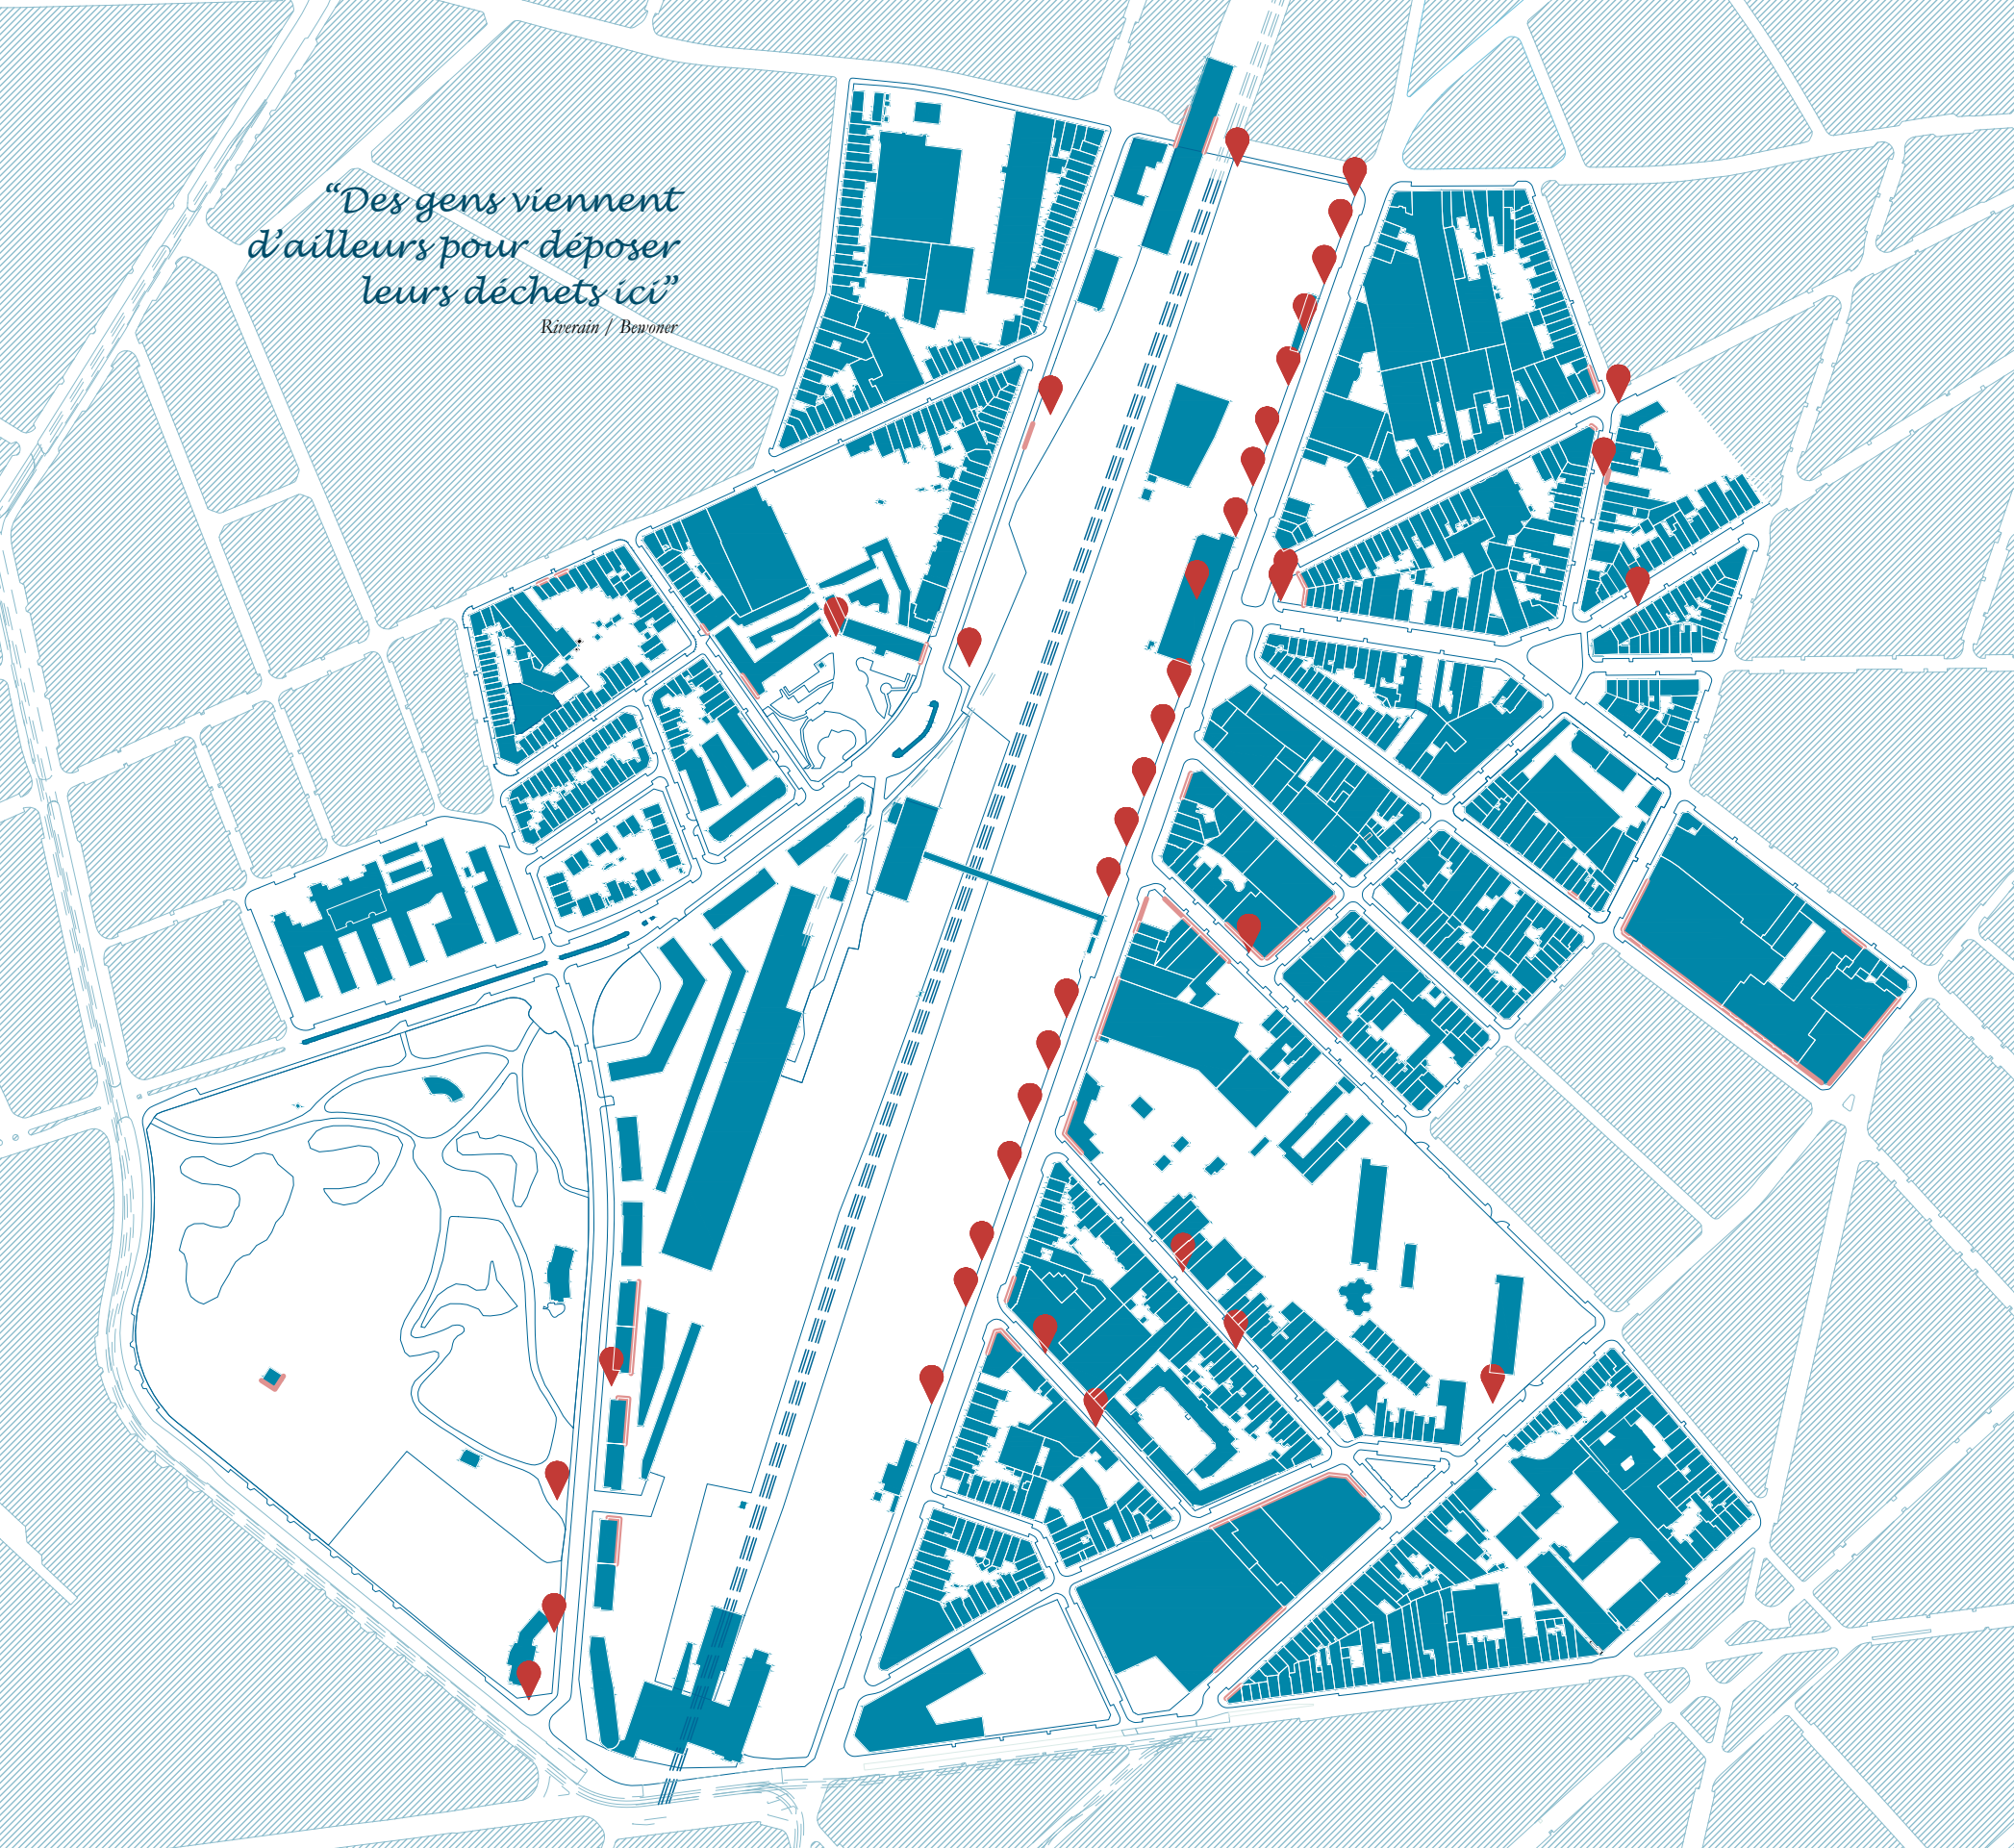 “Des gens viennent
d’ailleurs pour déposer
leurs déchets ici”
Riverain / Bewoner